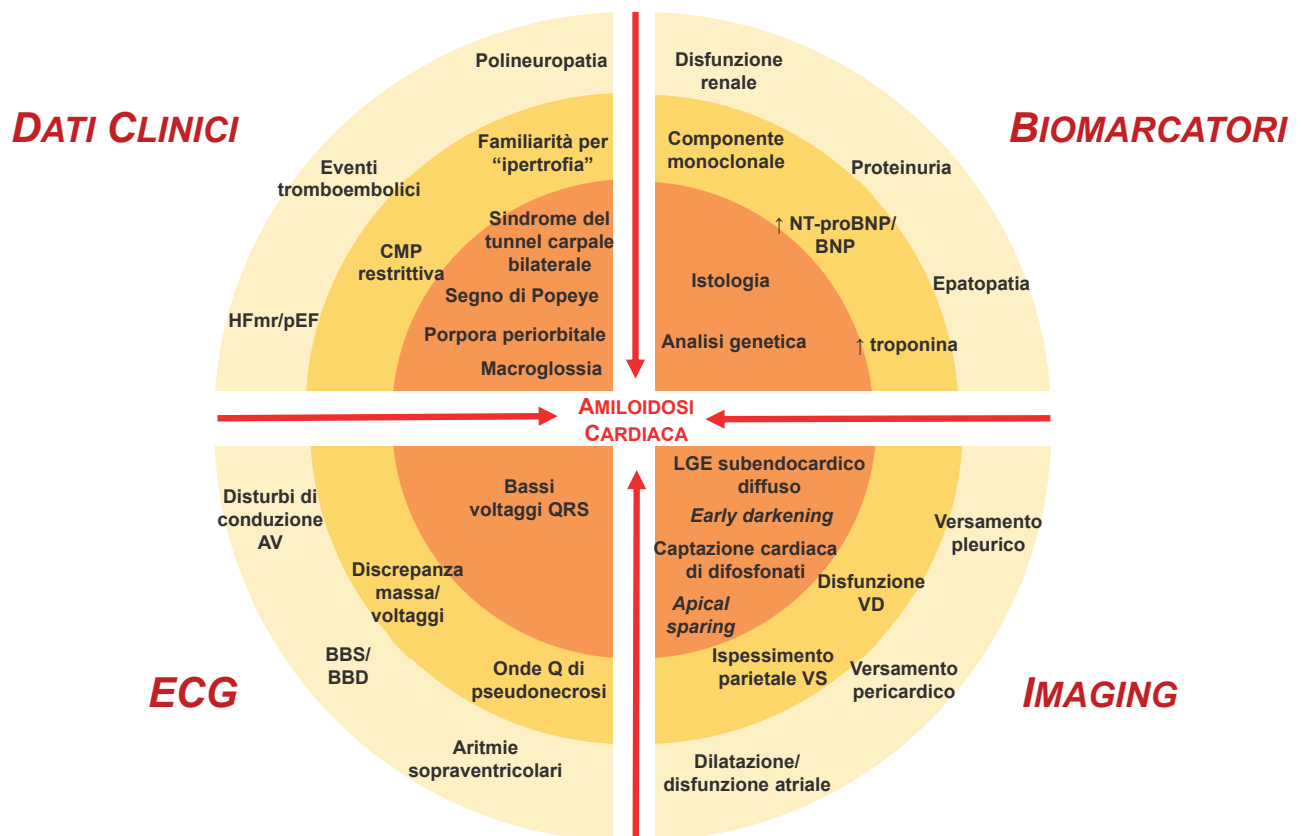 DATI CLINICI
Polineuropatia
Familiarità per
“ipertrofia”
Eventi
tromboembolici
Sindrome del
tunnel carpale
bilaterale
CMP
restrittiva
Segno di Popeye
HFmr/pEF
Porpora periorbitale
Macroglossia
BIOMARCATORI
Disfunzione
renale
Componente
monoclonale
Proteinuria
↑ NT-proBNP/
BNP
Istologia
Epatopatia
Analisi genetica
↑ troponina
AMILOIDOSI
CARDIACA
ECG
Bassi
voltaggi QRS
Disturbi di
conduzione
AV
Discrepanza
massa/
voltaggi
BBS/
BBD
Onde Q di
pseudonecrosi
Aritmie
sopraventricolari
IMAGING
LGE subendocardico
diffuso
Early darkening
Versamento
pleurico
Captazione cardiaca
di difosfonati
Disfunzione
VD
Apical
sparing
Ispessimento
parietale VS
Versamento
pericardico
Dilatazione/
disfunzione atriale